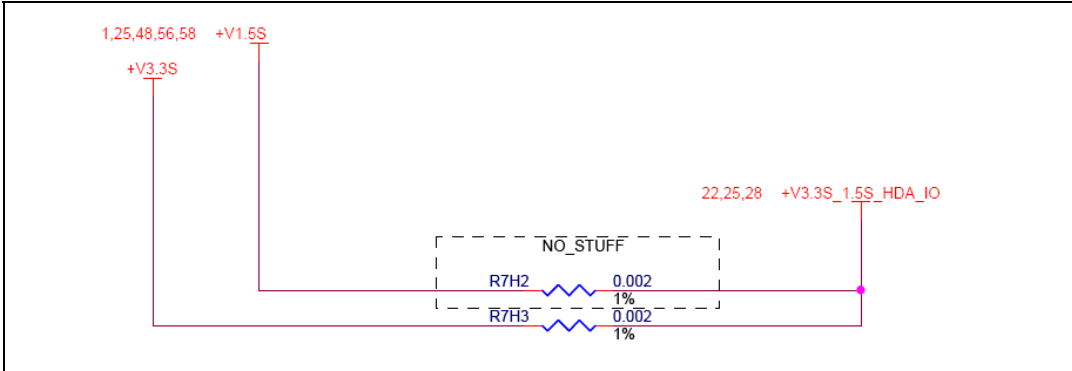 1,25,48,56,58 +V1.5S
+V3.3S
22,25,28 +V3.3S_1.5S_HDA_IO
NO_STUFF
R7H2 0.002
1%
R7H3 0.002
1%